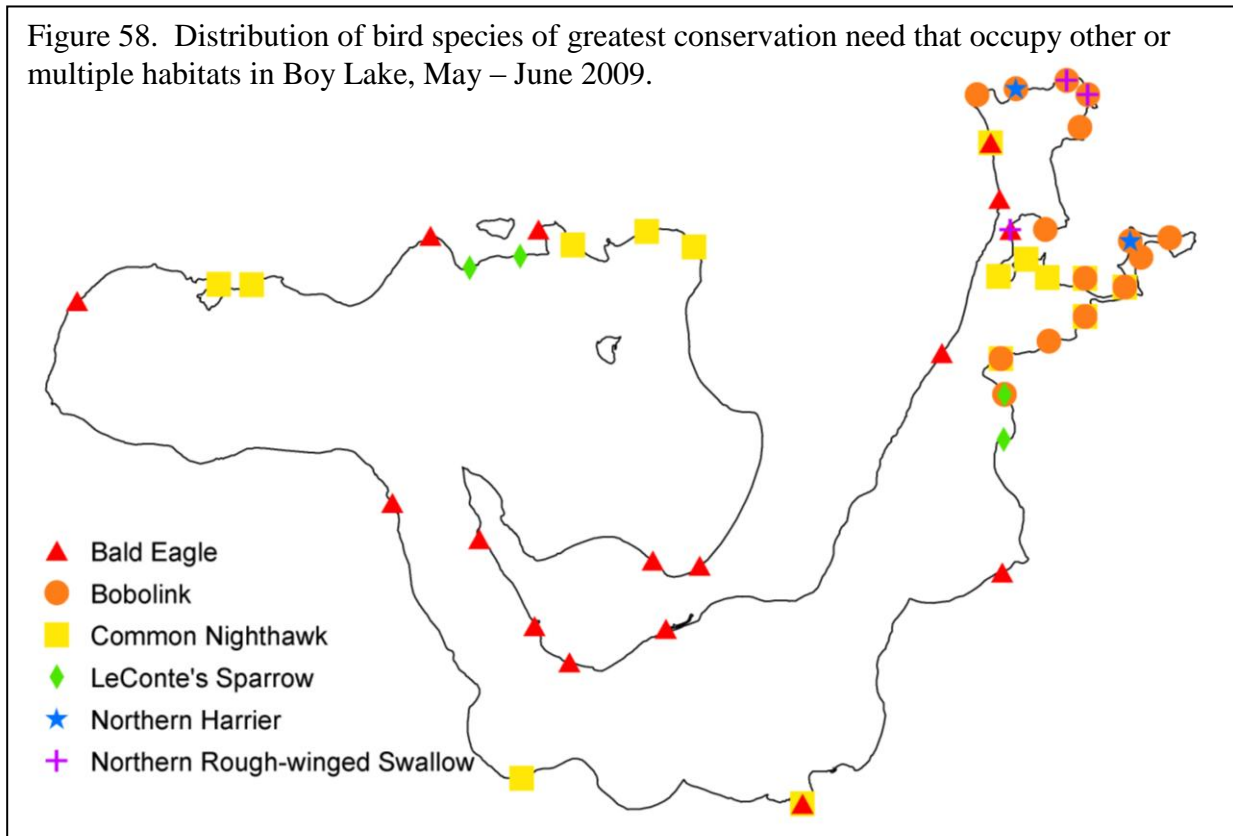 Figure 58.  Distribution of bird species of greatest conservation need that occupy other or
multiple habitats in Boy Lake, May – June 2009.
Bald Eagle
Bobolink
Common Nighthawk
LeConte's Sparrow
Northern Harrier
Northern Rough-winged Swallow